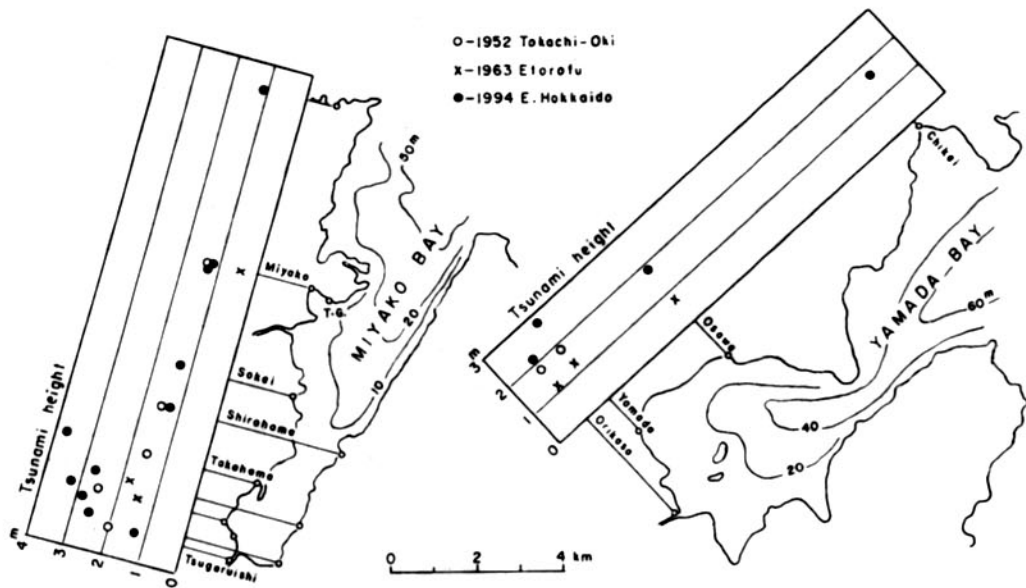 O-1952 Tokachi-Oki
x-1963 Etorofu
●-1994 E. Hokkaido
Tsunami height
4 m
3
2
1
0
Miyako
T.G.
Sokei
Shirahama
Takahama
Tsugaruishi
MIYAKO BAY
50m
20
10
0 2 4 km
Tsunami height
3 m
2
1
0
Chikei
Osawa
Yamada
Orikasa
YAMADA BAY
60m
40
20